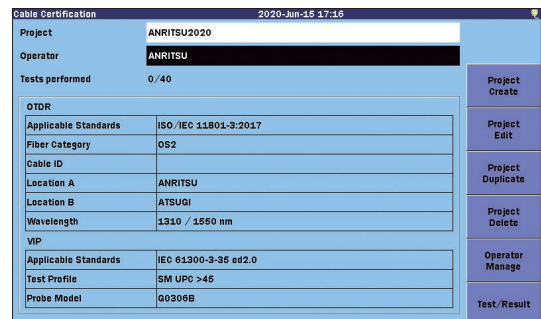 Cable Certification 2020-Jun-15 17:16
Project ANRITSU2020
Operator ANRITSU
Tests performed 0/40
OTDR
Applicable Standards ISO/IEC 11801-3:2017
Fiber Category OS2
Cable ID
Location A ANRITSU
Location B ATSUGI
Wavelength 1310 / 1550 nm
VIP
Applicable Standards IEC 61300-3-35 ed2.0
Test Profile SM UPC >45
Probe Model G0306B
Project Create
Project Edit
Project Duplicate
Project Delete
Operator Manage
Test/Result